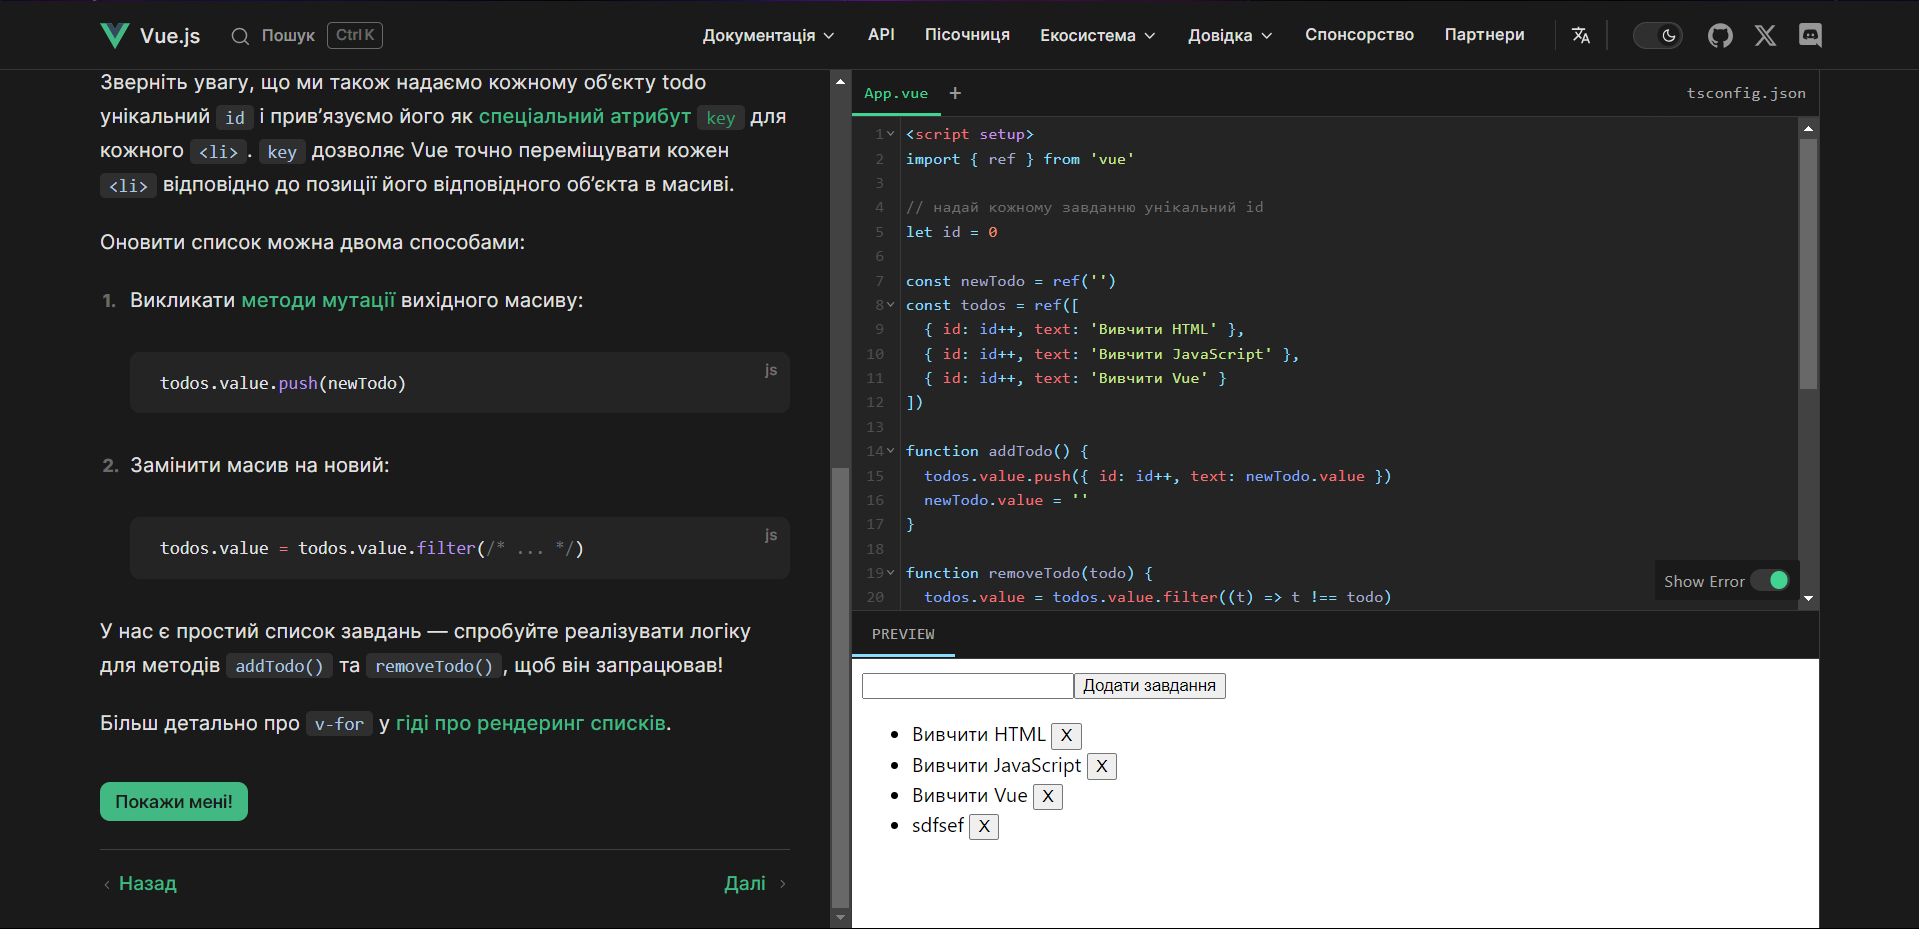 Vue.js
Пошук
Ctrl K
Документація
API
Пісочниця
Екосистема
Довідка
Спонсорство
Партнери
Зверніть увагу, що ми також надаємо кожному об’єкту todo
унікальний id і прив’язуємо його як спеціальний атрибут key для
кожного <li>. key дозволяє Vue точно переміщувати кожен
<li> відповідно до позиції його відповідного об’єкта в масиві.
Оновити список можна двома способами:
1. Викликати методи мутації вихідного масиву:
js
todos.value.push(newTodo)
2. Замінити масив на новий:
js
todos.value = todos.value.filter(/* ... */)
У нас є простий список завдань — спробуйте реалізувати логіку
для методів addTodo() та removeTodo(), щоб він запрацював!
Більш детально про v-for у гіді про рендеринг списків.
Покажи мені!
‹ Назад
Далі ›
App.vue +
tsconfig.json
1 <script setup>
2 import { ref } from 'vue'
3
4 // надай кожному завданню унікальний id
5 let id = 0
6
7 const newTodo = ref('')
8 const todos = ref([
9 { id: id++, text: 'Вивчити HTML' },
10 { id: id++, text: 'Вивчити JavaScript' },
11 { id: id++, text: 'Вивчити Vue' }
12 ])
13
14 function addTodo() {
15 todos.value.push({ id: id++, text: newTodo.value })
16 newTodo.value = ''
17 }
18
19 function removeTodo(todo) {
20 todos.value = todos.value.filter((t) => t !== todo)
Show Error
PREVIEW
Додати завдання
• Вивчити HTML X
• Вивчити JavaScript X
• Вивчити Vue X
• sdfsef X